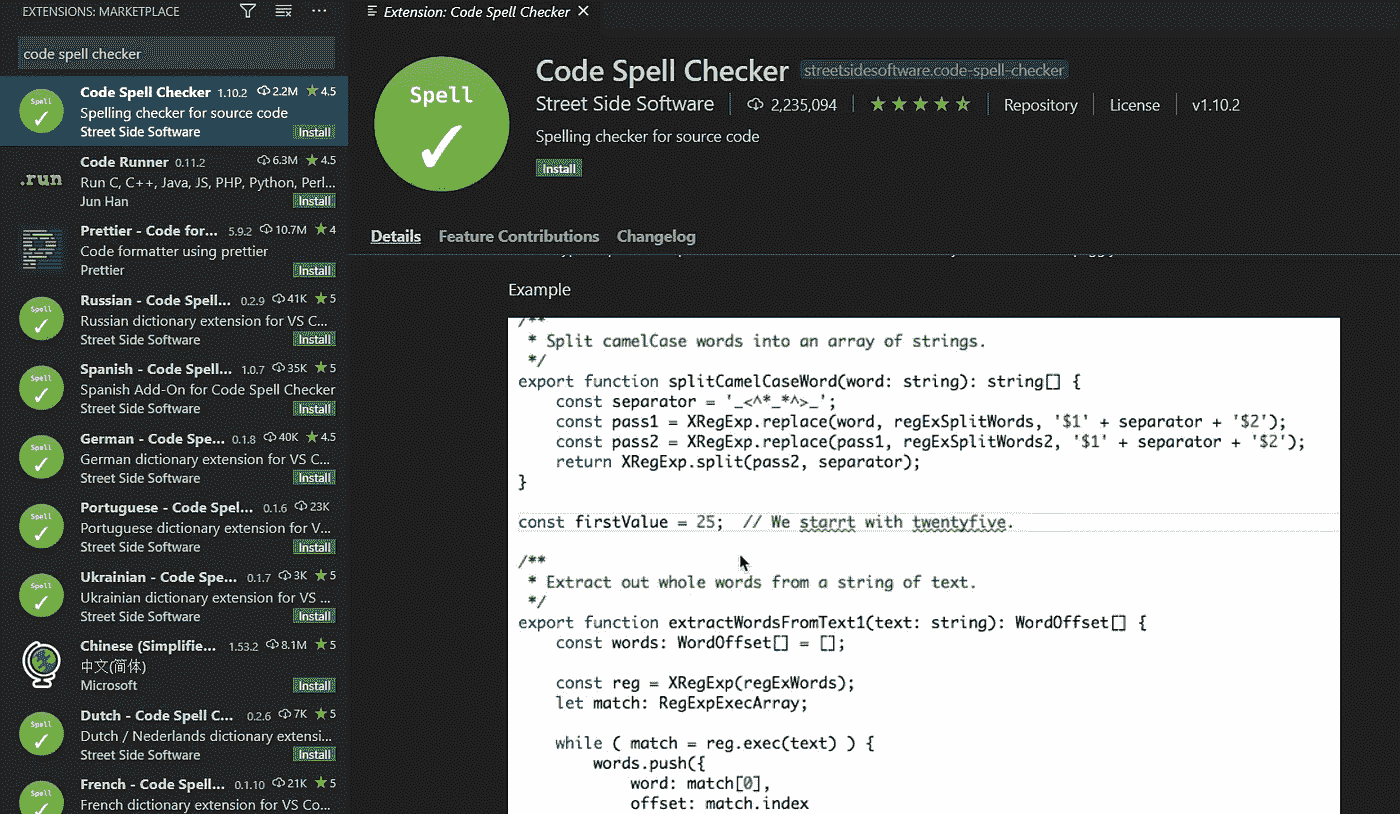 EXTENSIONS: MARKETPLACE
code spell checker
Spell
Code Spell Checker 1.10.2 2.2M 4.5
Spelling checker for source code
Street Side Software Install
.run
Code Runner 0.11.2 6.3M 4.5
Run C, C++, Java, JS, PHP, Python, Perl...
Jun Han Install
Prettier - Code for... 5.9.2 10.7M 4
Code formatter using prettier
Prettier Install
Spell
Russian - Code Spell... 0.2.9 41K 5
Russian dictionary extension for VS C...
Street Side Software Install
Spell
Spanish - Code Spell... 1.0.7 35K 5
Spanish Add-On for Code Spell Checker
Street Side Software Install
Spell
German - Code Spe... 0.1.8 40K 4.5
German dictionary extension for VS C...
Street Side Software Install
Spell
Portuguese - Code Spel... 0.1.6 23K
Portuguese dictionary extension for V...
Street Side Software Install
Spell
Ukrainian - Code Spe... 0.1.7 3K 5
Ukrainian dictionary extension for VS ...
Street Side Software Install
Chinese (Simplifie... 1.53.2 8.1M 5
中文(简体)
Microsoft Install
Spell
Dutch - Code Spell C... 0.2.6 7K 5
Dutch / Nederlands dictionary extensi...
Street Side Software Install
Spell
French - Code Spell... 0.1.10 21K 5
French dictionary extension for VS Co...
Extension: Code Spell Checker
Spell
Code Spell Checker streetsidesoftware.code-spell-checker
Street Side Software 2,235,094 Repository License v1.10.2
Spelling checker for source code
Install
Details Feature Contributions Changelog
Example
/**
* Split camelCase words into an array of strings.
*/
export function splitCamelCaseWord(word: string): string[] {
const separator = '_<^*_*^>_';
const pass1 = XRegExp.replace(word, regExSplitWords, '$1' + separator + '$2');
const pass2 = XRegExp.replace(pass1, regExSplitWords2, '$1' + separator + '$2');
return XRegExp.split(pass2, separator);
}
const firstValue = 25; // We starrt with twentyfive.
/**
* Extract out whole words from a string of text.
*/
export function extractWordsFromText1(text: string): WordOffset[] {
const words: WordOffset[] = [];
const reg = XRegExp(regExWords);
let match: RegExpExecArray;
while ( match = reg.exec(text) ) {
words.push({
word: match[0],
offset: match.index